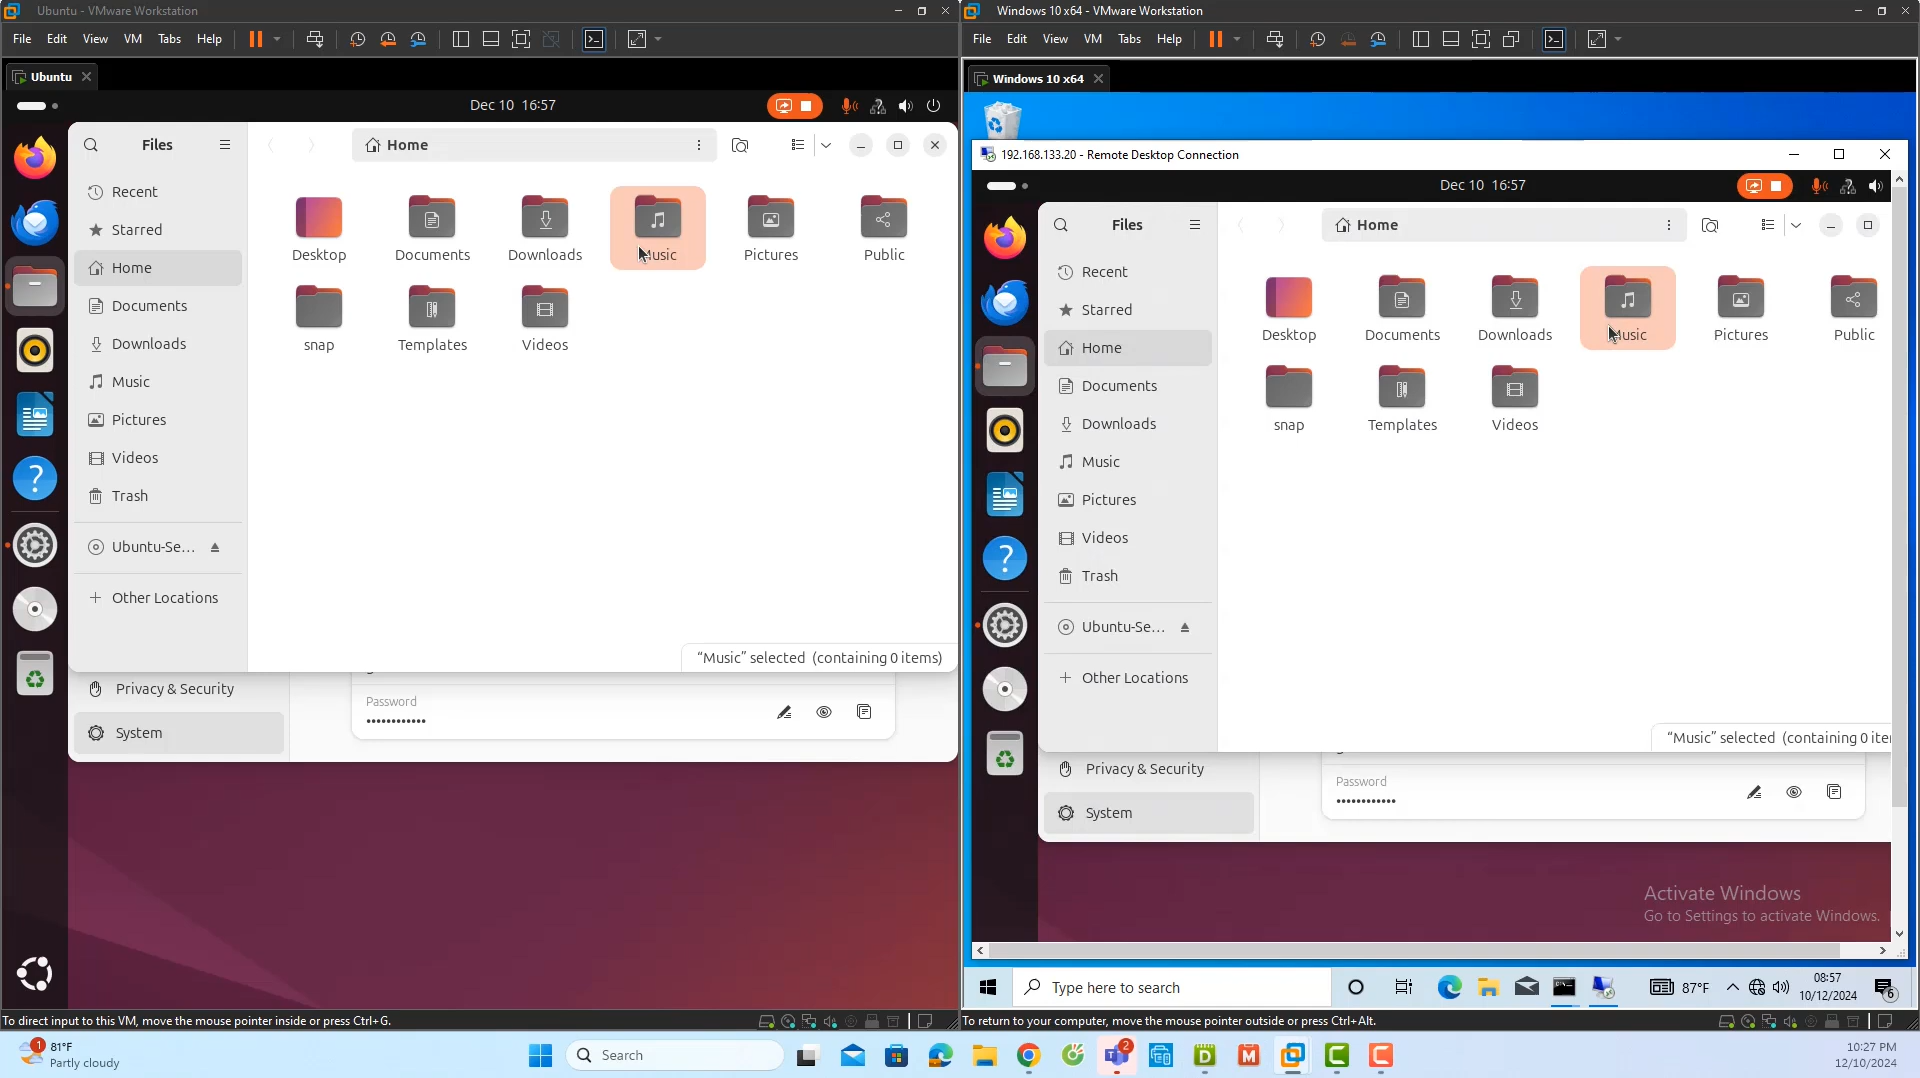 Ubuntu - VMware Workstation
File Edit View VM Tabs Help
Ubuntu
Dec 10 16:57
Files
Home
Recent
Starred
Home
Documents
Downloads
Music
Pictures
Videos
Trash
Ubuntu-Se...
Other Locations
Desktop
Documents
Downloads
Music
Pictures
Public
snap
Templates
Videos
“Music” selected (containing 0 items)
Privacy & Security
System
Password
••••••••••••
To direct input to this VM, move the mouse pointer inside or press Ctrl+G.
Windows 10 x64 - VMware Workstation
File Edit View VM Tabs Help
Windows 10 x64
192.168.133.20 - Remote Desktop Connection
Dec 10 16:57
Files
Home
Recent
Starred
Home
Documents
Downloads
Music
Pictures
Videos
Trash
Ubuntu-Se...
Other Locations
Desktop
Documents
Downloads
Music
Pictures
Public
snap
Templates
Videos
“Music” selected (containing 0 iter
Privacy & Security
System
Password
••••••••••••
Activate Windows
Go to Settings to activate Windows.
Type here to search
87°F
08:57
10/12/2024
6
To return to your computer, move the mouse pointer outside or press Ctrl+Alt.
1
81°F
Partly cloudy
Search
2
10:27 PM
12/10/2024